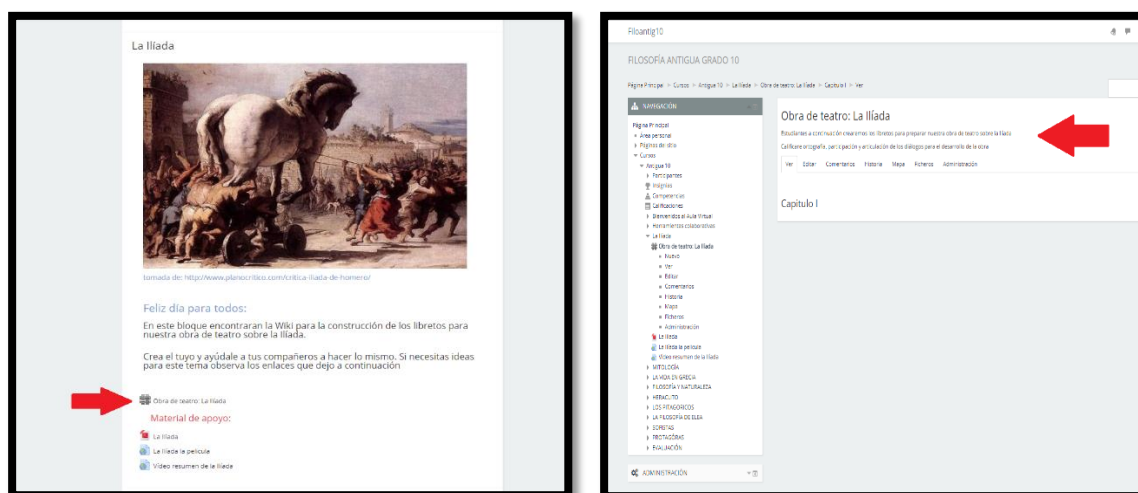 La Ilíada
tomada de: http://www.planocritico.com/critica-iliada-de-homero/
Feliz día para todos:
En este bloque encontraran la Wiki para la construcción de los libretos para
nuestra obra de teatro sobre la Ilíada.
Crea el tuyo y ayúdale a tus compañeros a hacer lo mismo. Si necesitas ideas
para este tema observa los enlaces que dejo a continuación
Obra de teatro: La Ilíada
Material de apoyo:
La Ilíada
La Ilíada la película
Vídeo resumen de la Ilíada
Filoantig10
FILOSOFÍA ANTIGUA GRADO 10
Página Principal > Cursos > Antigua 10 > La Ilíada > Obra de teatro: La Ilíada > Capítulo I > Ver
NAVEGACIÓN
Página Principal
Área personal
Páginas del sitio
Cursos
Antigua 10
Participantes
Insignias
Competencias
Calificaciones
Bienvenidos al Aula Virtual
Herramientas colaborativas
La Ilíada
Obra de teatro: La Ilíada
Nuevo
Ver
Editar
Comentarios
Historia
Mapa
Ficheros
Administración
La Ilíada
La Ilíada la película
Vídeo resumen de la Ilíada
MITOLOGÍA
LA VIDA EN GRECIA
FILOSOFÍA Y NATURALEZA
HERACLITO
LOS PITAGORICOS
LA FILOSOFÍA DE ELEA
SOFISTAS
PROTAGÓRAS
EVALUACIÓN
ADMINISTRACIÓN
Obra de teatro: La Ilíada
Estudiantes a continuación crearemos los libretos para preparar nuestra obra de teatro sobre la Ilíada
Calificare ortografía, participación y articulación de los diálogos para el desarrollo de la obra
Ver Editar Comentarios Historia Mapa Ficheros Administración
Capítulo I